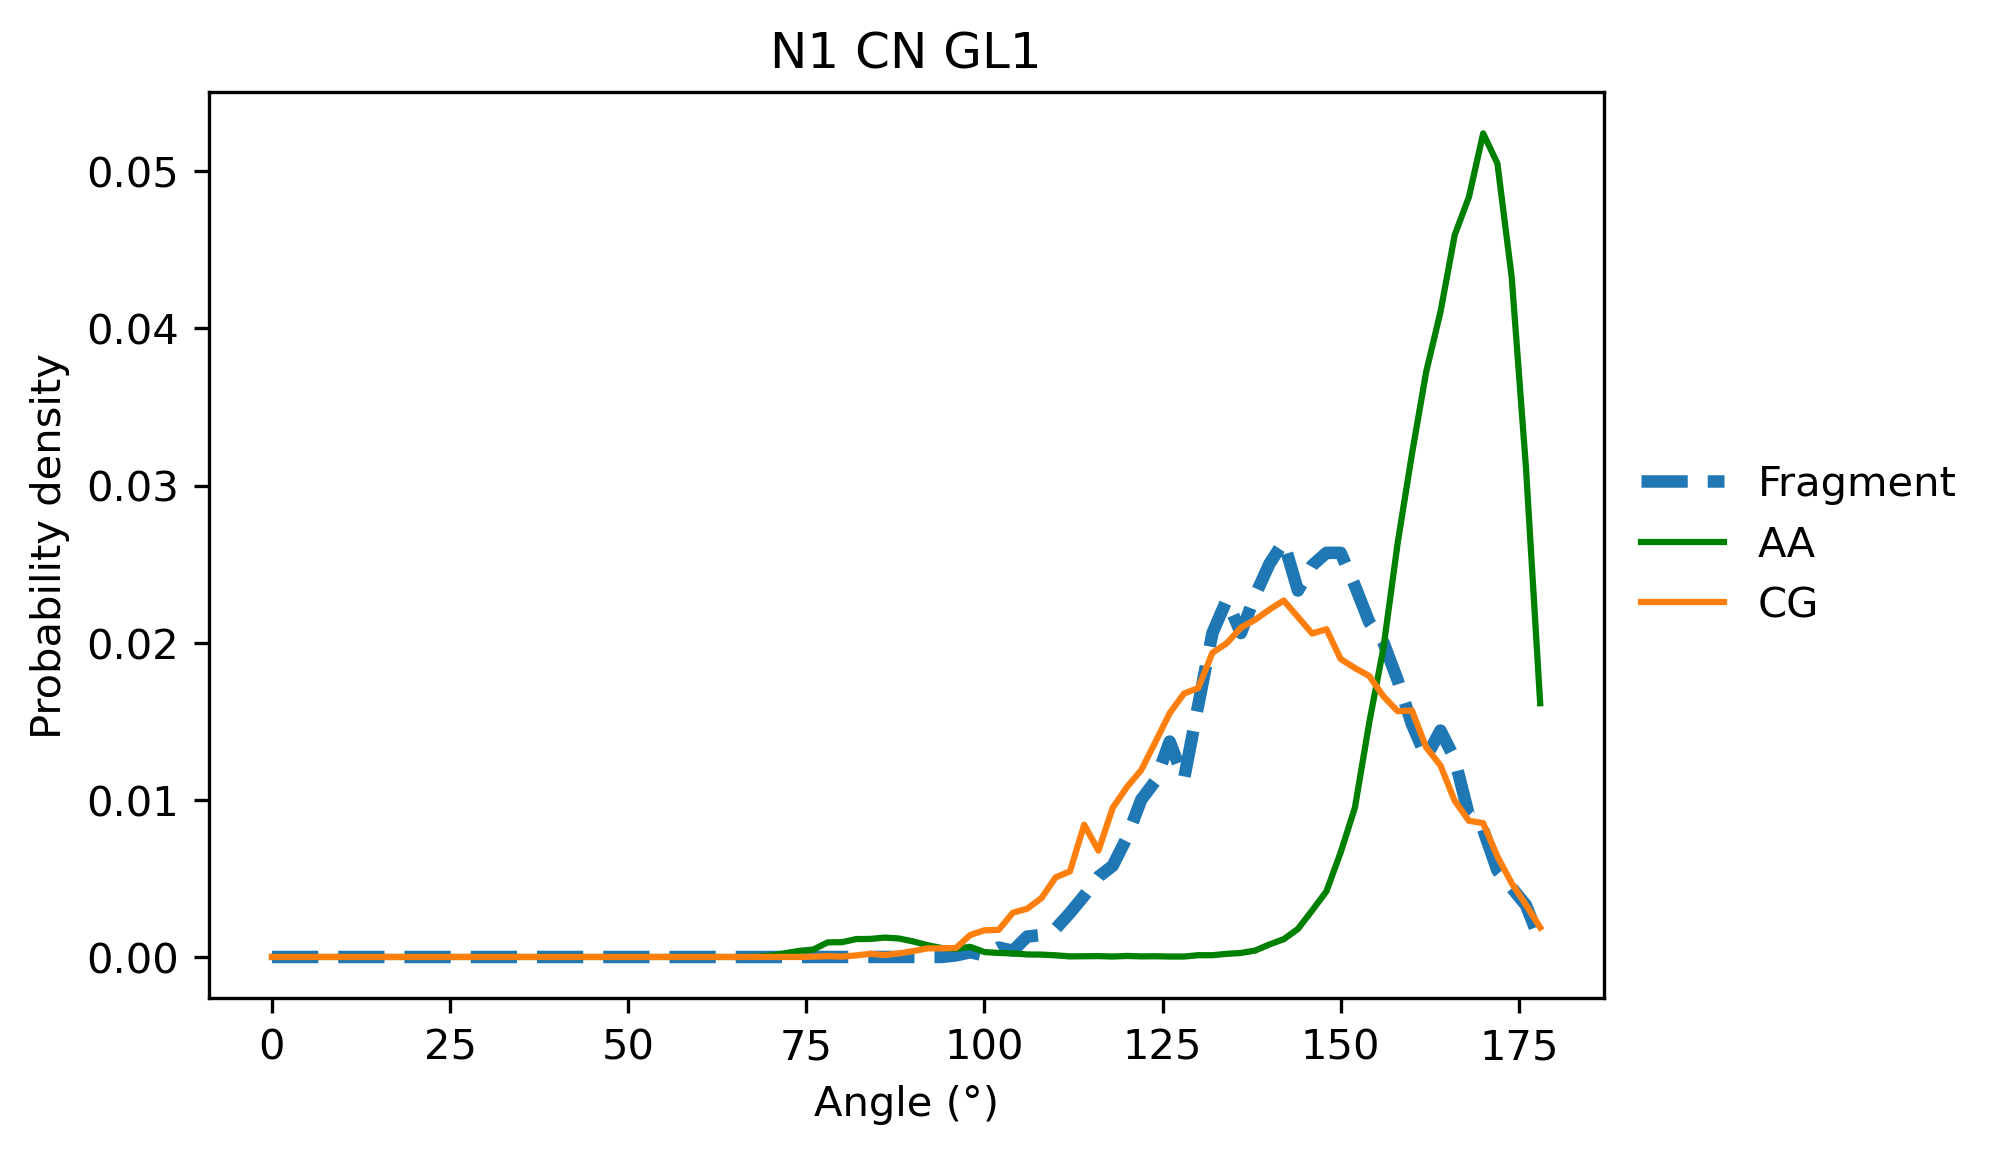 N1 CN GL1
Probability density
0.05
0.04
0.03
0.02
0.01
0.00
0 25 50 75 100 125 150 175
Angle (°)
Fragment
AA
CG